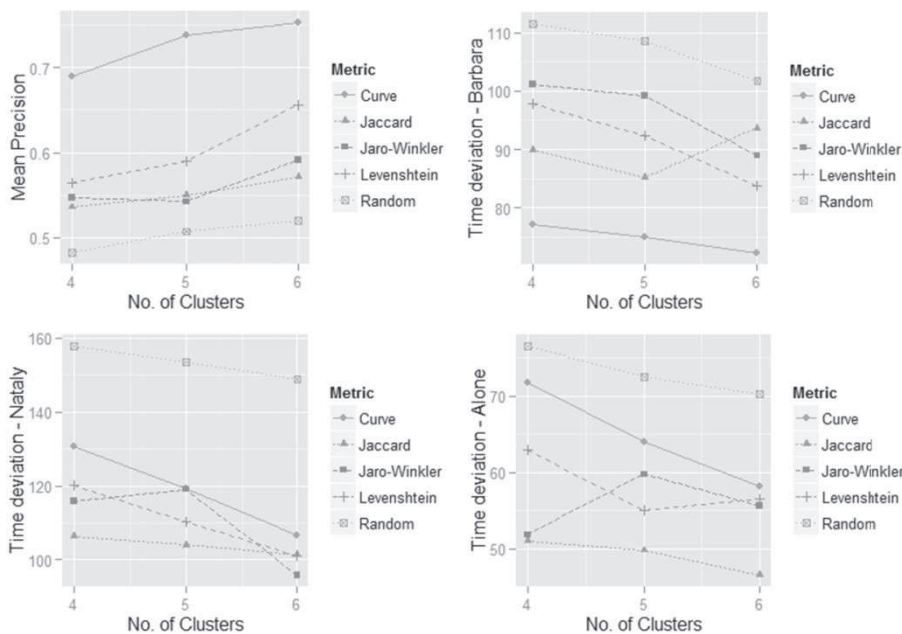 Mean Precision
0.7
0.6
0.5
4
5
6
No. of Clusters
Metric
Curve
Jaccard
Jaro-Winkler
Levenshtein
Random
Time deviation - Barbara
110
100
90
80
4
5
6
No. of Clusters
Metric
Curve
Jaccard
Jaro-Winkler
Levenshtein
Random
Time deviation - Nataly
160
140
120
100
4
5
6
No. of Clusters
Metric
Curve
Jaccard
Jaro-Winkler
Levenshtein
Random
Time deviation - Alone
70
60
50
4
5
6
No. of Clusters
Metric
Curve
Jaccard
Jaro-Winkler
Levenshtein
Random